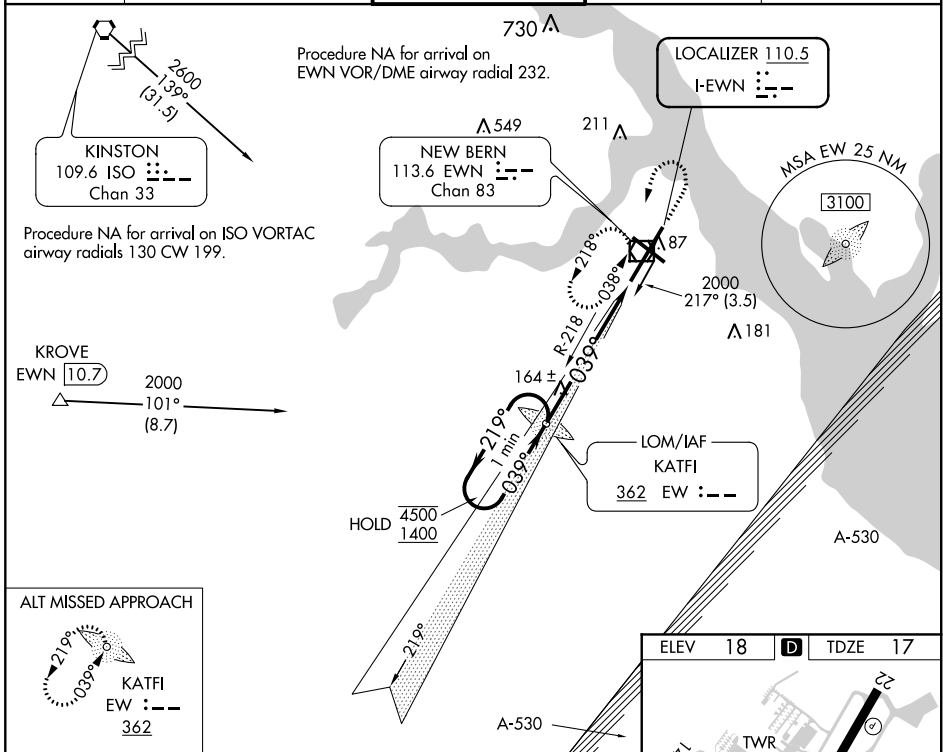 730
Procedure NA for arrival on
EWN VOR/DME airway radial 232.
LOCALIZER 110.5
I-EWN
2600
139°
(31.5)
KINSTON
109.6 ISO
Chan 33
549
211
NEW BERN
113.6 EWN
Chan 83
MSA EW 25 NM
3100
Procedure NA for arrival on ISO VORTAC
airway radials 130 CW 199.
87
218°
038°
R-218
2000
217° (3.5)
181
KROVE
EWN 10.7
2000
101°
(8.7)
164 ±
039°
219°
1 min
039°
LOM/IAF
KATFI
362 EW
HOLD 4500
1400
A-530
219°
ALT MISSED APPROACH
219°
039°
KATFI
EW
362
A-530
ELEV 18 D TDZE 17
22
P
TWR